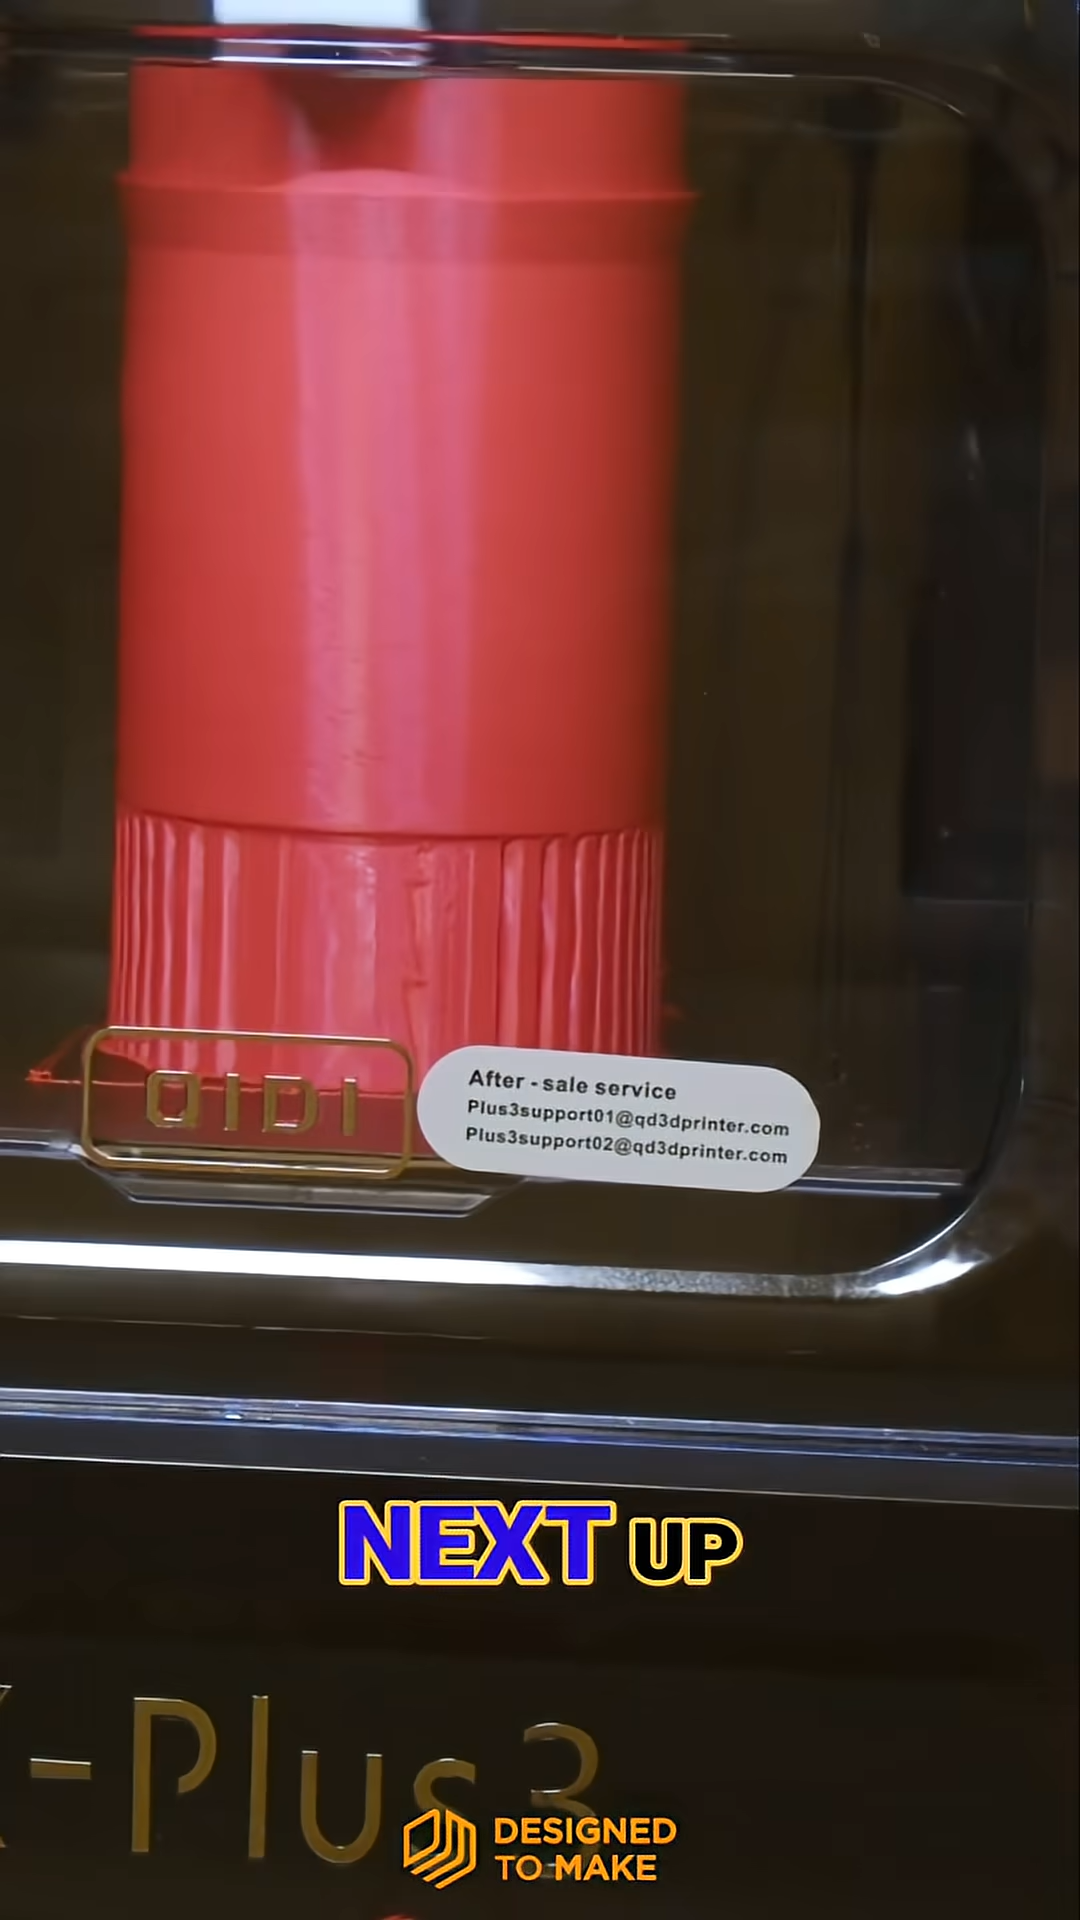 QIDI
After - sale service
Plus3support01@qd3dprinter.com
Plus3support02@qd3dprinter.com
NEXT UP
X-Plus3
DESIGNED
TO MAKE